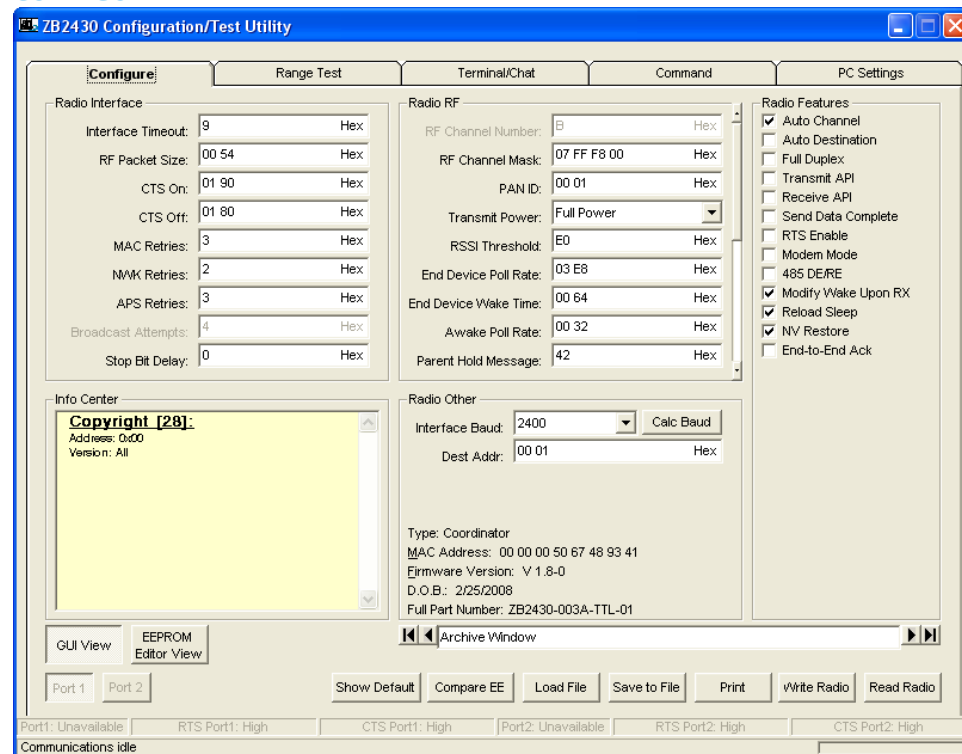 ZB2430 Configuration/Test Utility
Configure
Range Test
Terminal/Chat
Command
PC Settings
Radio Interface
Interface Timeout: 9 Hex
RF Packet Size: 00 54 Hex
CTS On: 01 90 Hex
CTS Off: 01 80 Hex
MAC Retries: 3 Hex
NWK Retries: 2 Hex
APS Retries: 3 Hex
Broadcast Attempts: 4 Hex
Stop Bit Delay: 0 Hex
Radio RF
RF Channel Number: B Hex
RF Channel Mask: 07 FF F8 00 Hex
PAN ID: 00 01 Hex
Transmit Power: Full Power
RSSI Threshold: E0 Hex
End Device Poll Rate: 03 E8 Hex
End Device Wake Time: 00 64 Hex
Awake Poll Rate: 00 32 Hex
Parent Hold Message: 42 Hex
Radio Features
Auto Channel
Auto Destination
Full Duplex
Transmit API
Receive API
Send Data Complete
RTS Enable
Modem Mode
485 DE/RE
Modify Wake Upon RX
Reload Sleep
NV Restore
End-to-End Ack
Info Center
Copyright [28]:
Address: 0x00
Version: All
Radio Other
Interface Baud: 2400 Calc Baud
Dest Addr: 00 01 Hex
Type: Coordinator
MAC Address: 00 00 00 50 67 48 93 41
Firmware Version: V 1.8-0
D.O.B.: 2/25/2008
Full Part Number: ZB2430-003A-TTL-01
GUI View
EEPROM
Editor View
Archive Window
Port 1
Port 2
Show Default
Compare EE
Load File
Save to File
Print
Write Radio
Read Radio
Port1: Unavailable
RTS Port1: High
CTS Port1: High
Port2: Unavailable
RTS Port2: High
CTS Port2: High
Communications idle